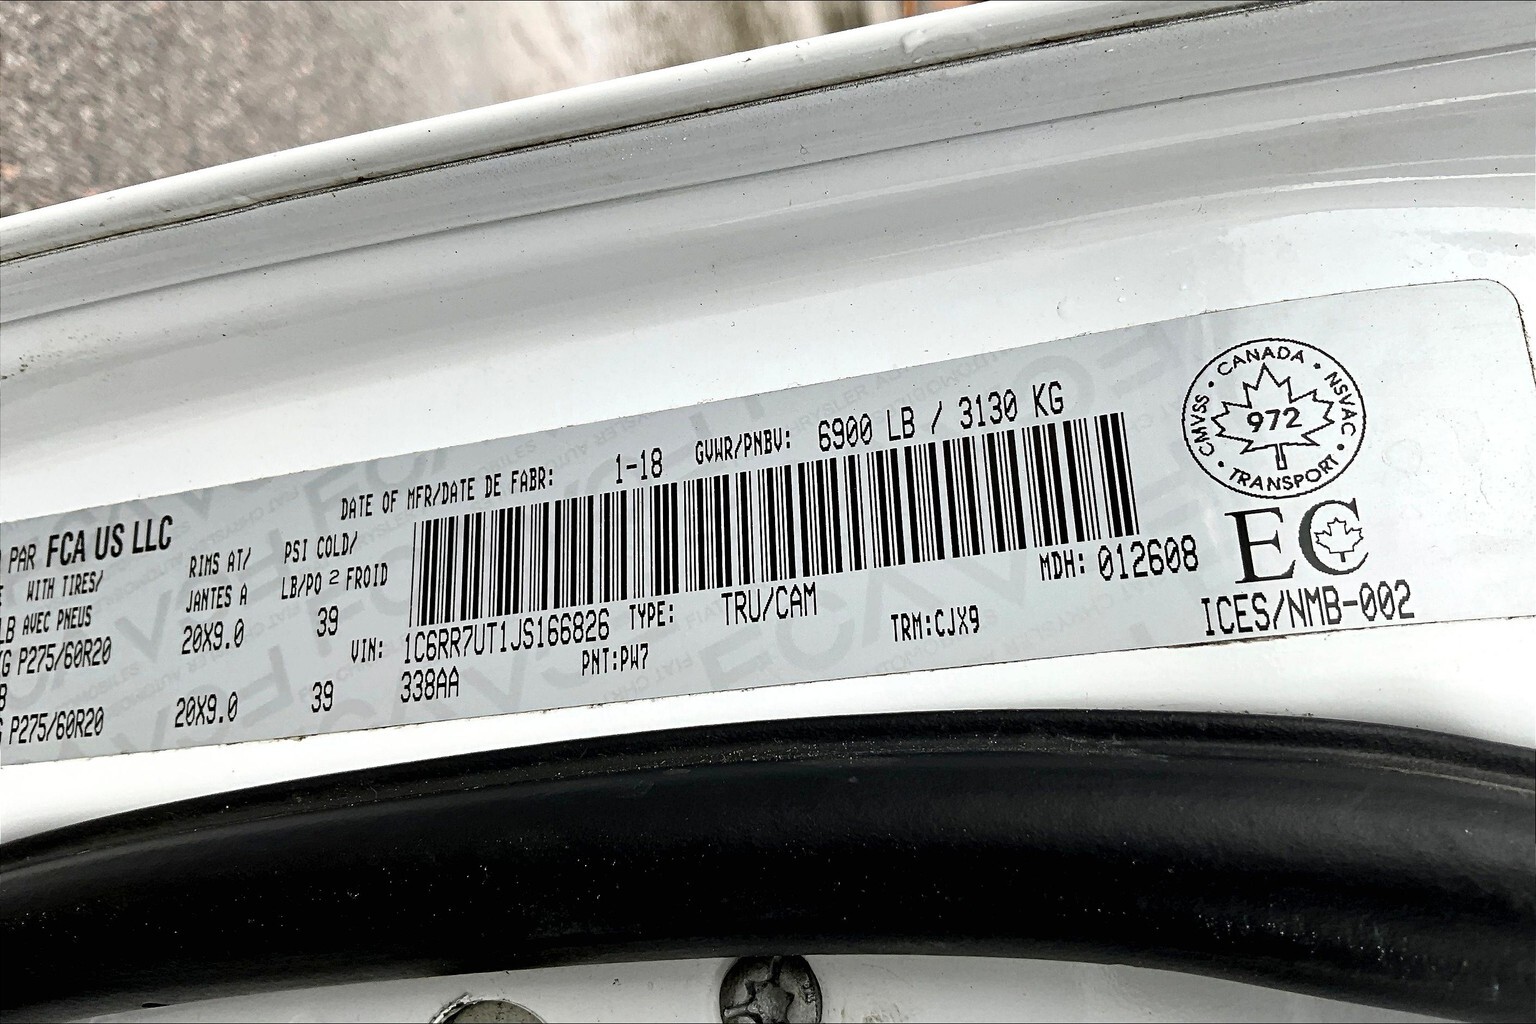 PAR FCA US LLC
DATE OF MFR/DATE DE FABR: 1-18 GVWR/PNBV: 6900 LB / 3130 KG
WITH TIRES/ RIMS AT/ PSI COLD/
LB AVEC PNEUS JANTES A LB/PO 2 FROID
KG P275/60R20 20X9.0 39
P275/60R20 20X9.0 39
VIN: 1C6RR7UT1JS166826 TYPE: TRU/CAM MDH: 012608
338AA PNT:PW7 TRM:CJX9
CANADA • NSVAC • TRANSPORT • CMVSS •
972
EC
ICES/NMB-002